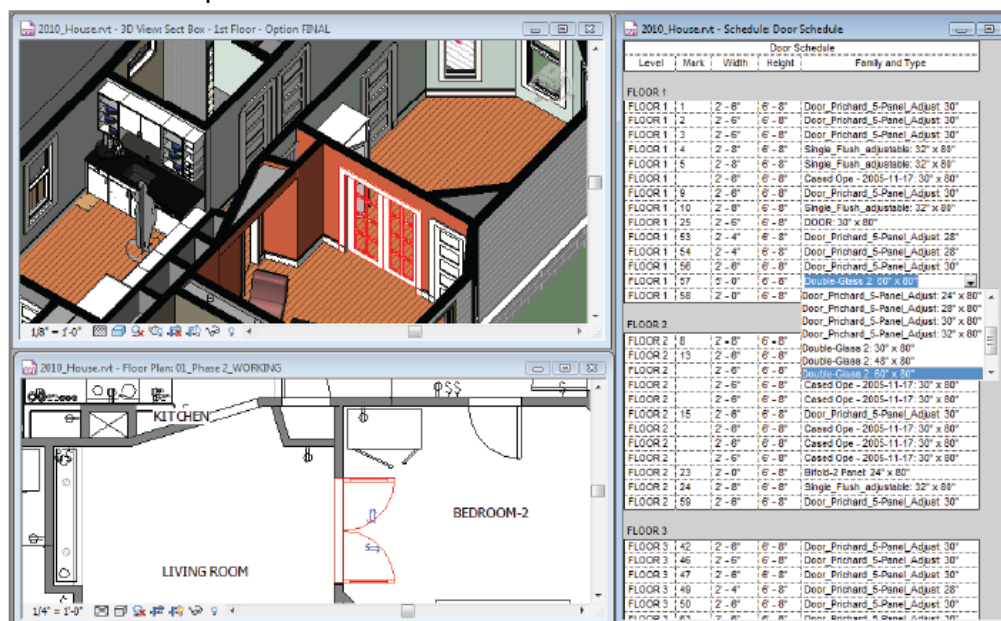 2010_House.rvt - 3D View: Sect Box - 1st Floor - Option FINAL
1/8" = 1'-0"
2010_House.rvt - Floor Plan: 01_Phase 2_WORKING
KITCHEN
BEDROOM-2
LIVING ROOM
1/4" = 1'-0"
2010_House.rvt - Schedule: Door Schedule
Door Schedule
Level Mark Width Height Family and Type
FLOOR 1
FLOOR 1 1 2' - 6" 6' - 8" Door_Prichard_5-Panel_Adjust: 30"
FLOOR 1 2 2' - 6" 6' - 8" Door_Prichard_5-Panel_Adjust: 30"
FLOOR 1 3 2' - 6" 6' - 8" Door_Prichard_5-Panel_Adjust: 30"
FLOOR 1 4 2' - 8" 6' - 8" Single_Flush_adjustable: 32" x 80"
FLOOR 1 5 2' - 8" 6' - 8" Single_Flush_adjustable: 32" x 80"
FLOOR 1 2' - 6" 6' - 8" Cased Ope - 2005-11-17: 30" x 80"
FLOOR 1 9 2' - 6" 6' - 8" Door_Prichard_5-Panel_Adjust: 30"
FLOOR 1 10 2' - 8" 6' - 8" Single_Flush_adjustable: 32" x 80"
FLOOR 1 25 2' - 6" 6' - 8" DOOR: 30" x 80"
FLOOR 1 53 2' - 4" 6' - 8" Door_Prichard_5-Panel_Adjust: 28"
FLOOR 1 54 2' - 4" 6' - 8" Door_Prichard_5-Panel_Adjust: 28"
FLOOR 1 56 2' - 6" 6' - 8" Door_Prichard_5-Panel_Adjust: 30"
FLOOR 1 57 5' - 0" 6' - 8" Double-Glass 2: 60" x 80"
FLOOR 1 58 2' - 0" 6' - 8" Door_Prichard_5-Panel_Adjust: 24" x 80"
Door_Prichard_5-Panel_Adjust: 28" x 80"
Door_Prichard_5-Panel_Adjust: 30" x 80"
Door_Prichard_5-Panel_Adjust: 32" x 80"
Double-Glass 2: 30" x 80"
Double-Glass 2: 48" x 80"
Double-Glass 2: 60" x 80"
FLOOR 2
FLOOR 2 8 2' - 8" 6' - 8"
FLOOR 2 13 2' - 6" 6' - 8"
FLOOR 2 2' - 6" 6' - 8"
FLOOR 2 2' - 6" 6' - 8" Cased Ope - 2005-11-17: 30" x 80"
FLOOR 2 2' - 6" 6' - 8" Cased Ope - 2005-11-17: 30" x 80"
FLOOR 2 15 2' - 6" 6' - 8" Door_Prichard_5-Panel_Adjust: 30"
FLOOR 2 2' - 6" 6' - 8" Cased Ope - 2005-11-17: 30" x 80"
FLOOR 2 2' - 6" 6' - 8" Cased Ope - 2005-11-17: 30" x 80"
FLOOR 2 2' - 6" 6' - 8" Cased Ope - 2005-11-17: 30" x 80"
FLOOR 2 23 2' - 0" 6' - 8" Bifold-2 Panel: 24" x 80"
FLOOR 2 24 2' - 8" 6' - 8" Single_Flush_adjustable: 32" x 80"
FLOOR 2 59 2' - 6" 6' - 8" Door_Prichard_5-Panel_Adjust: 30"
FLOOR 3
FLOOR 3 42 2' - 6" 6' - 8" Door_Prichard_5-Panel_Adjust: 30"
FLOOR 3 46 2' - 6" 6' - 8" Door_Prichard_5-Panel_Adjust: 30"
FLOOR 3 47 2' - 6" 6' - 8" Door_Prichard_5-Panel_Adjust: 30"
FLOOR 3 49 2' - 4" 6' - 8" Door_Prichard_5-Panel_Adjust: 28"
FLOOR 3 50 2' - 6" 6' - 8" Door_Prichard_5-Panel_Adjust: 30"